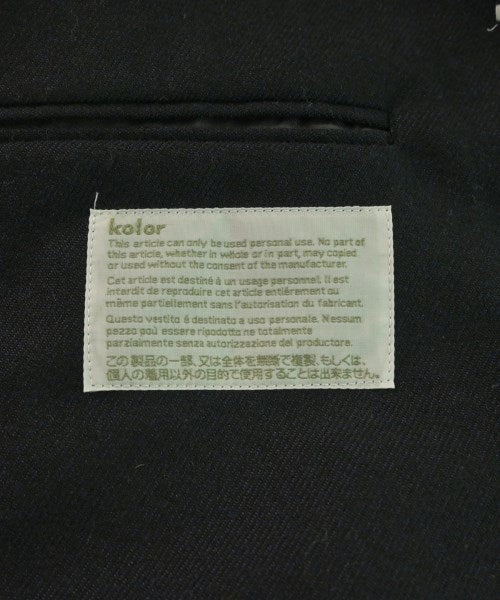 kolor
This article can only be used personal use. No part of
this article, whether in whole or in part, may copied
or used without the consent of the manufacturer.
Cet article est destiné à un usage personnel. Il est
interdit de reproduire cet article entièrement ou
même partiellement sans l'autorisation du fabricant.
Questo vestito é destinato a uso personale. Nessum
pezzo può essere ripodotto ne totalmente
parzialmente senza autorizzazione del productore.
この製品の一部、又は全体を無断で複製、もしくは、
個人の着用以外の目的で使用することは出来ません。